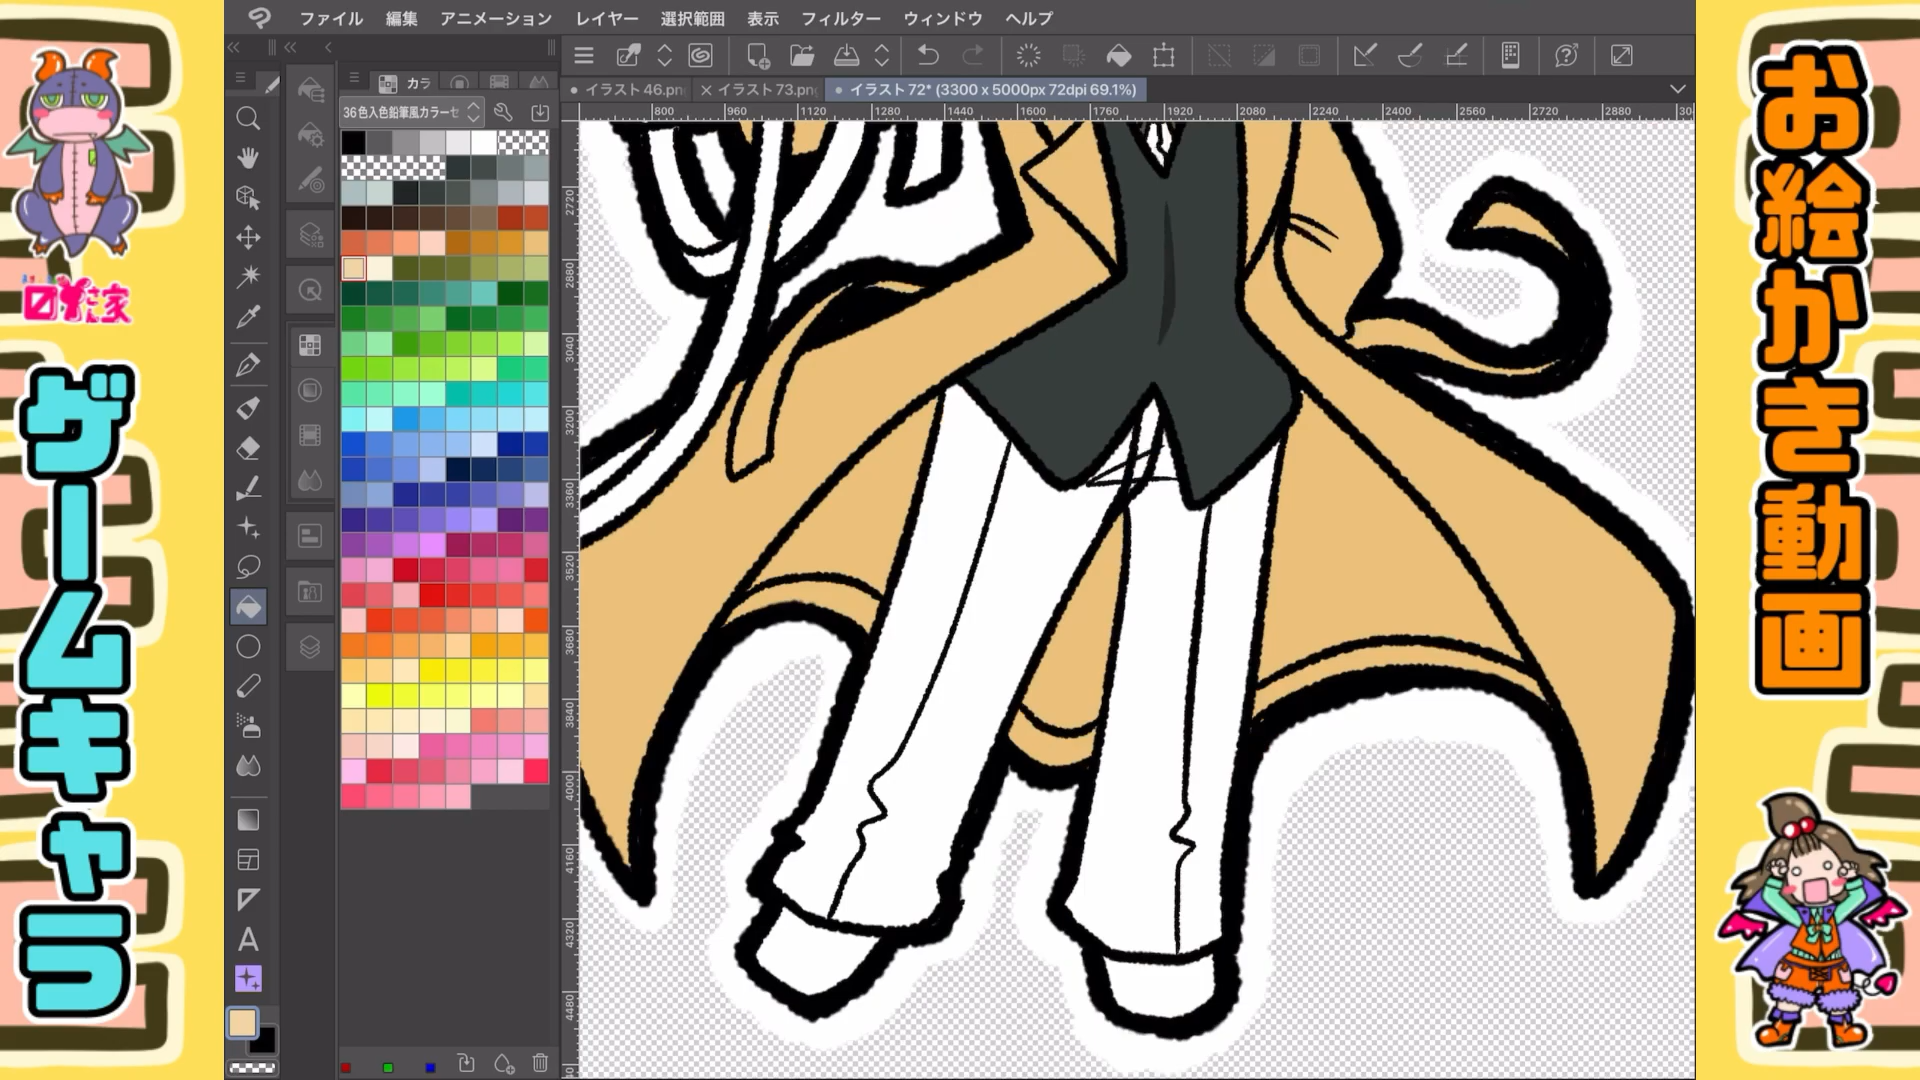 ファイル 編集 アニメーション レイヤー 選択範囲 表示 フィルター ウィンドウ ヘルプ
カラ
イラスト46.pn イラスト73.pn イラスト72* (3300 x 5000px 72dpi 69.1%)
36色入色鉛筆風カラーセ
800 960 1120 1280 1440 1600 1760 1920 2080 2240 2400 2560 2720 2880
2720
2880
3040
3200
3360
3520
3680
3840
4000
4160
4320
4480
A
ゲームキャラ
お絵かき動画